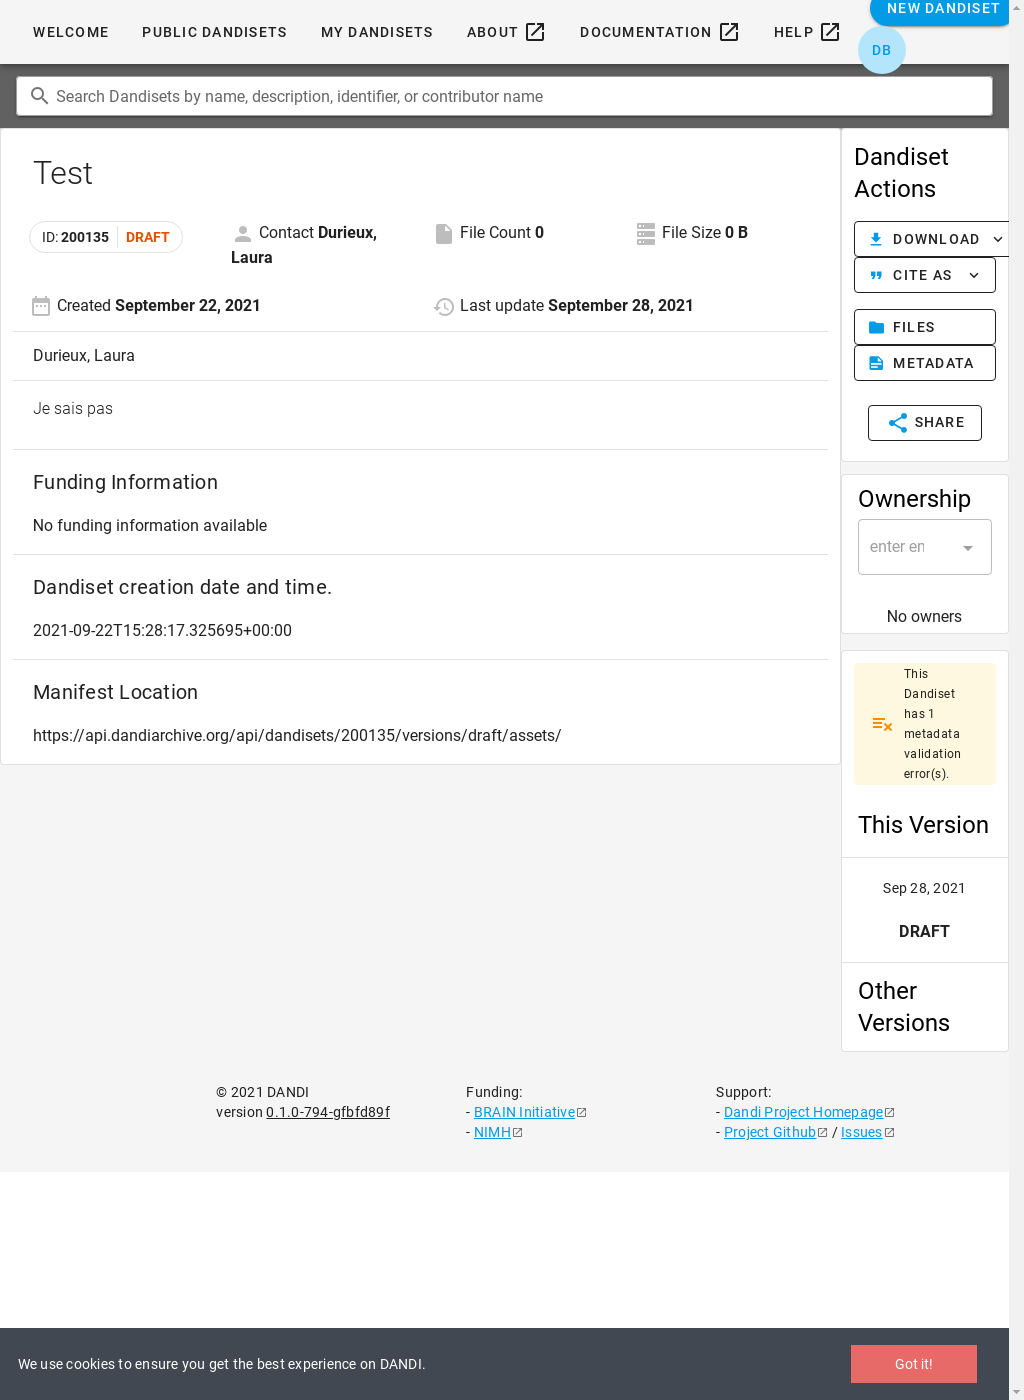 WELCOME PUBLIC DANDISETS MY DANDISETS ABOUT DOCUMENTATION HELP NEW DANDISET
DB
Search Dandisets by name, description, identifier, or contributor name
Test
ID: 200135 DRAFT
Contact Durieux,
Laura
File Count 0
File Size 0 B
Created September 22, 2021
Last update September 28, 2021
Durieux, Laura
Je sais pas
Funding Information
No funding information available
Dandiset creation date and time.
2021-09-22T15:28:17.325695+00:00
Manifest Location
https://api.dandiarchive.org/api/dandisets/200135/versions/draft/assets/
Dandiset
Actions
DOWNLOAD
CITE AS
FILES
METADATA
SHARE
Ownership
enter en
No owners
This
Dandiset
has 1
metadata
validation
error(s).
This Version
Sep 28, 2021
DRAFT
Other
Versions
© 2021 DANDI
version 0.1.0-794-gfbfd89f
Funding:
- BRAIN Initiative
- NIMH
Support:
- Dandi Project Homepage
- Project Github / Issues
We use cookies to ensure you get the best experience on DANDI.
Got it!